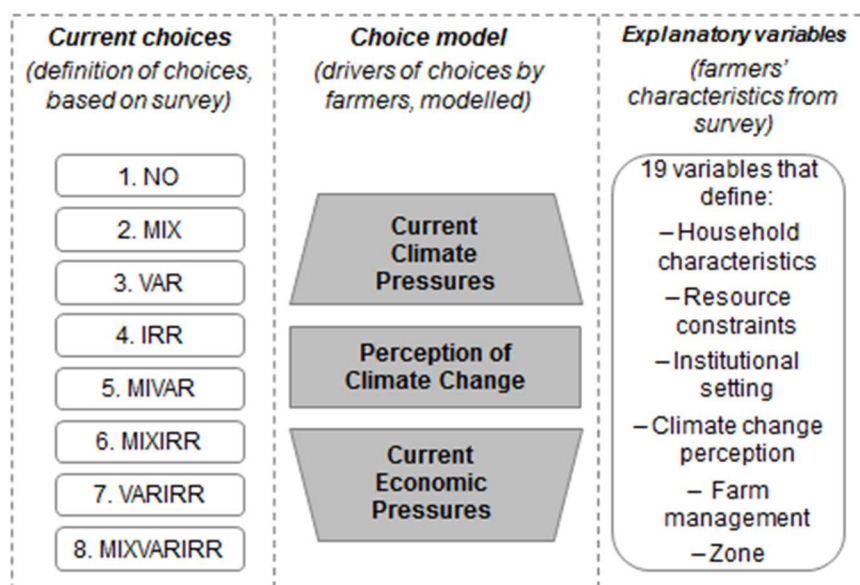 Current choices
(definition of choices,
based on survey)
1. NO
2. MIX
3. VAR
4. IRR
5. MIVAR
6. MIXIRR
7. VARIRR
8. MIXVARIRR
Choice model
(drivers of choices by
farmers, modelled)
Current
Climate
Pressures
Perception of
Climate Change
Current
Economic
Pressures
Explanatory variables
(farmers'
characteristics from
survey)
19 variables that
define:
– Household
characteristics
– Resource
constraints
– Institutional
setting
– Climate change
perception
– Farm
management
– Zone